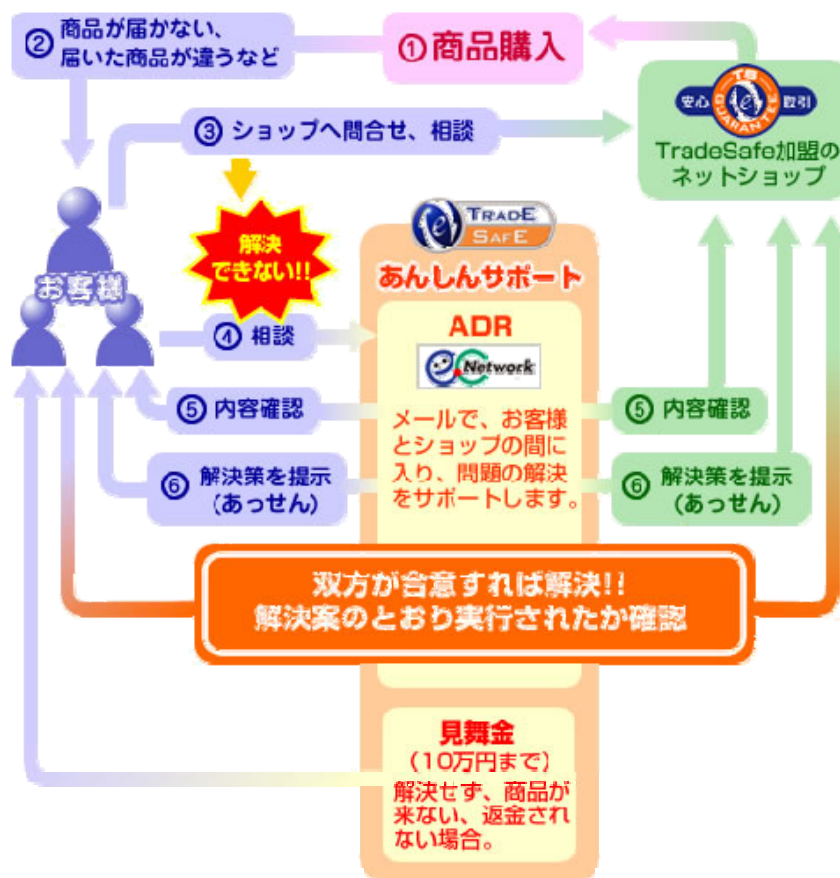 ② 商品が届かない、
届いた商品が違うなど
① 商品購入
安心 TS GUARANTEE 取引
TradeSafe加盟の
ネットショップ
③ ショップへ問合せ、相談
解決
できない!!
お客様
TRADE
SAFE
あんしんサポート
④ 相談
ADR
Network
メールで、お客様
とショップの間に
入り、問題の解決
をサポートします。
⑤ 内容確認
⑤ 内容確認
⑥ 解決策を提示
(あっせん)
⑥ 解決策を提示
(あっせん)
双方が合意すれば解決!!
解決案のとおり実行されたか確認
見舞金
(10万円まで)
解決せず、商品が
来ない、返金され
ない場合。